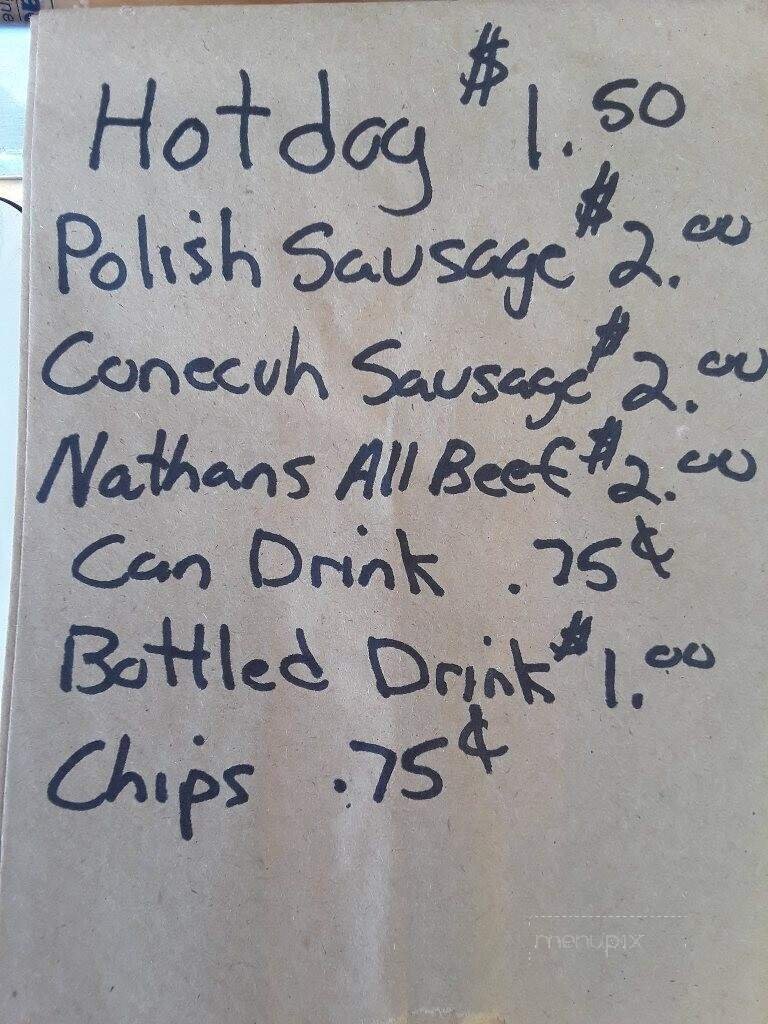 Hotdog $1.50
Polish Sausage $2.00
Conecuh Sausage $2.00
Nathans All Beef $2.00
Can Drink .75¢
Bottled Drink $1.00
Chips .75¢
menupix